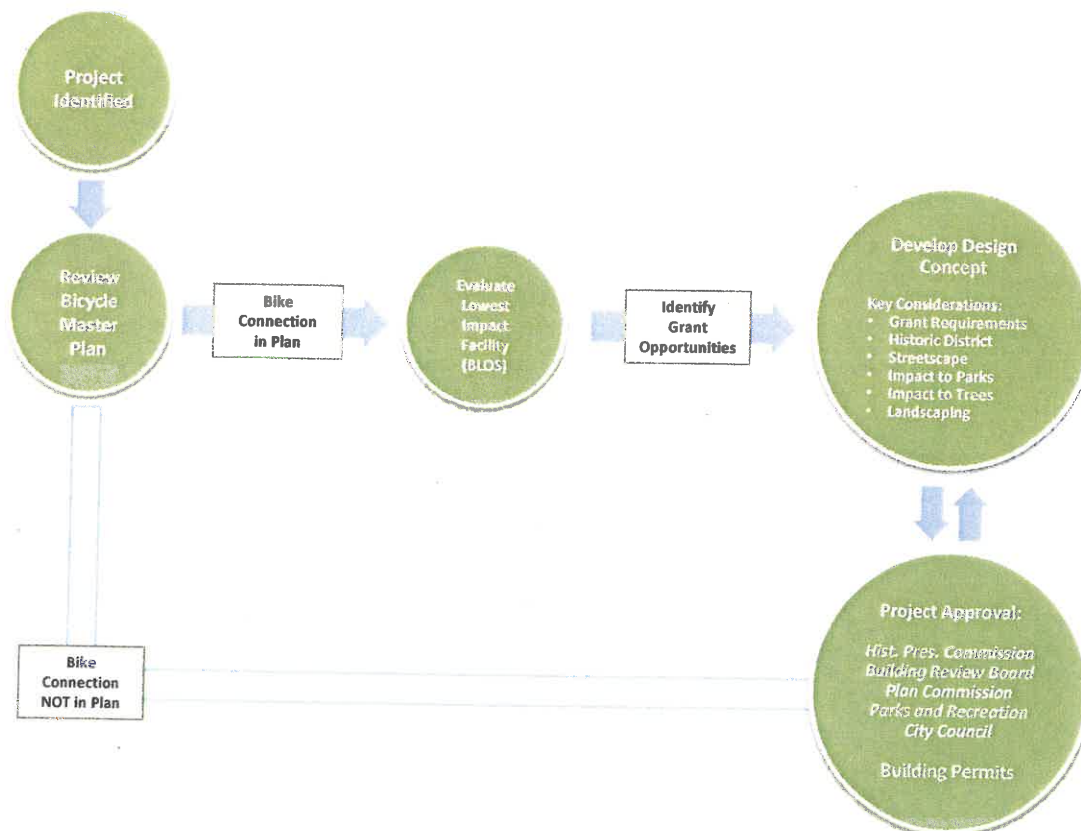 Project
Identified
Review
Bicycle
Master
Plan
Bike
Connection
in Plan
Evaluate
Lowest
Impact
Facility
(BLOS)
Identify
Grant
Opportunities
Develop Design
Concept
Key Considerations:
• Grant Requirements
• Historic District
• Streetscape
• Impact to Parks
• Impact to Trees
• Landscaping
Bike
Connection
NOT in Plan
Project Approval:
Hist. Pres. Commission
Building Review Board
Plan Commission
Parks and Recreation
City Council
Building Permits